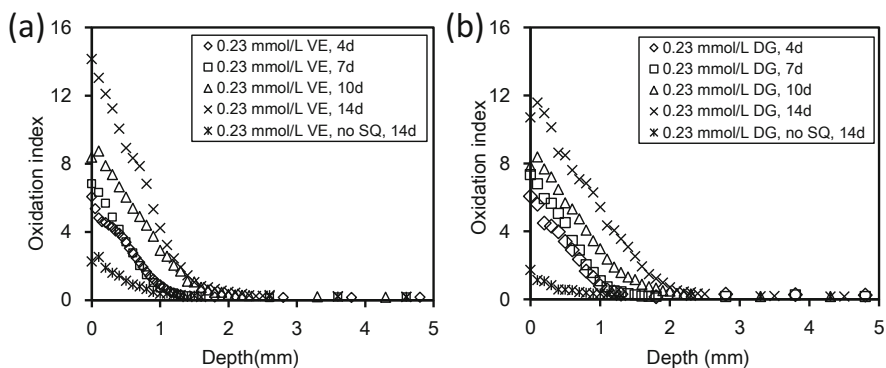 (a)
16
12
8
4
0
Oxidation index
0.23 mmol/L VE, 4d
0.23 mmol/L VE, 7d
0.23 mmol/L VE, 10d
0.23 mmol/L VE, 14d
0.23 mmol/L VE, no SQ, 14d
0 1 2 3 4 5
Depth(mm)
(b)
16
12
8
4
0
Oxidation index
0.23 mmol/L DG, 4d
0.23 mmol/L DG, 7d
0.23 mmol/L DG, 10d
0.23 mmol/L DG, 14d
0.23 mmol/L DG, no SQ, 14d
0 1 2 3 4 5
Depth (mm)